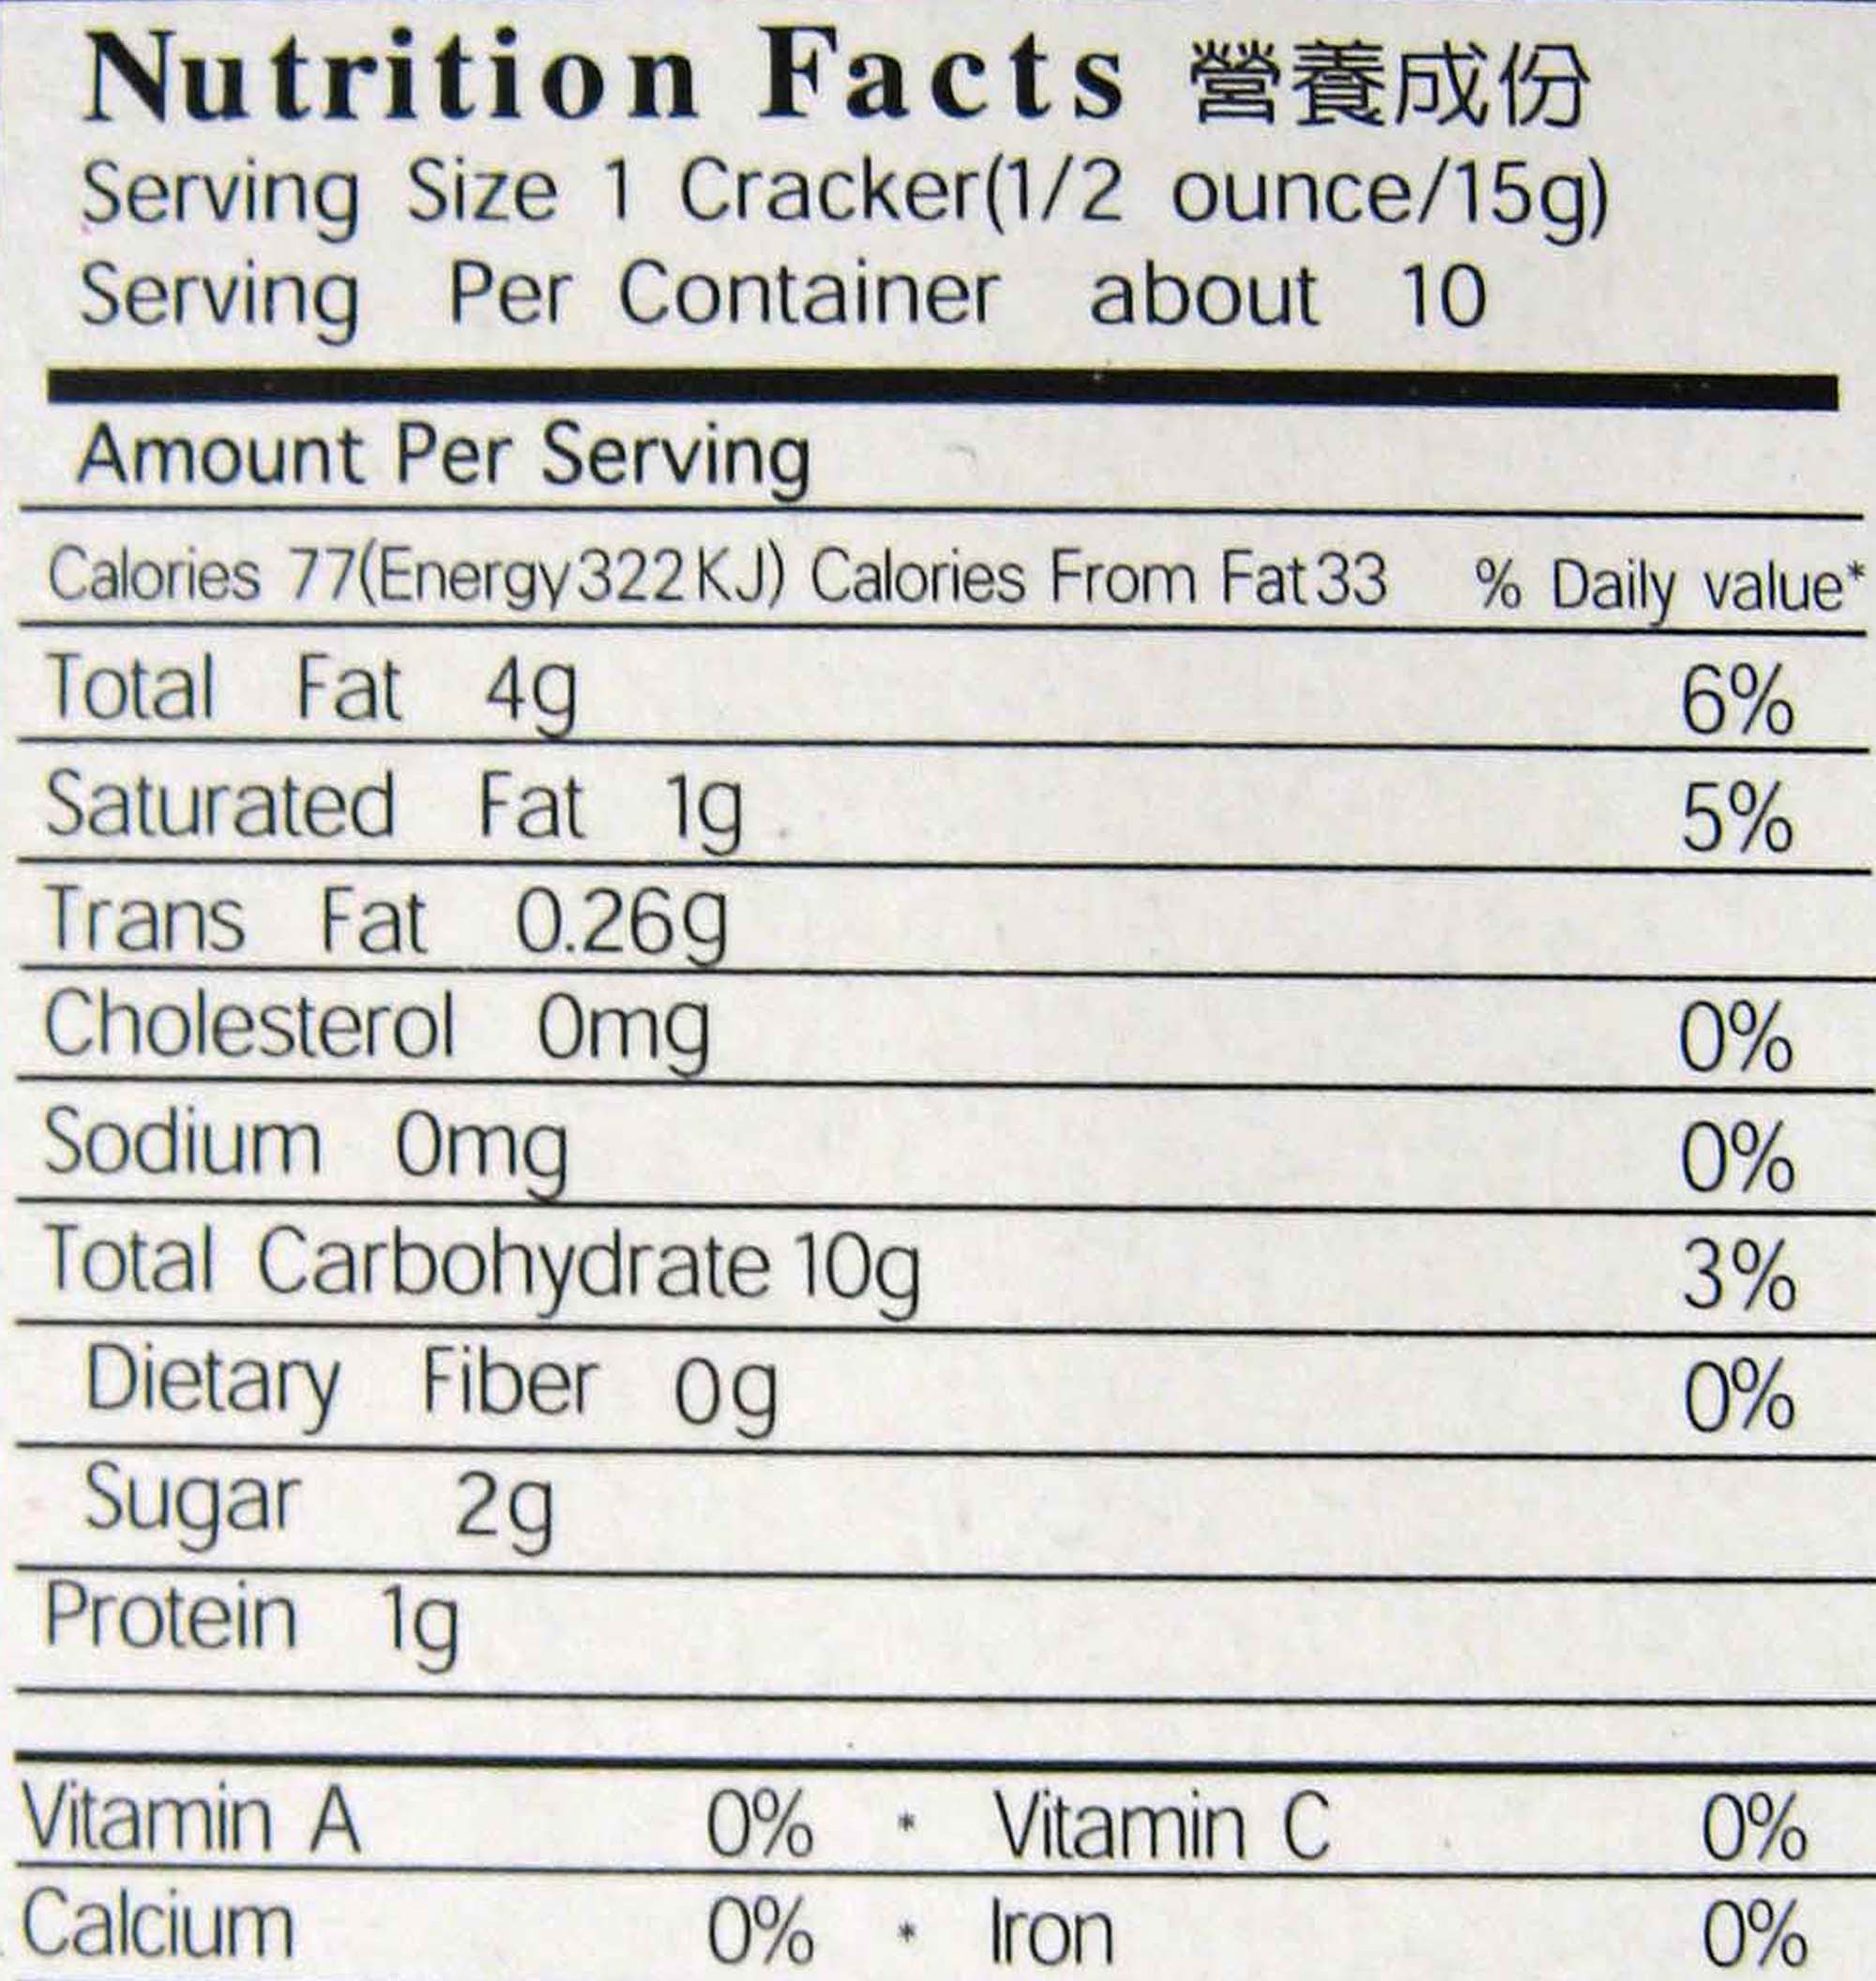 Nutrition Facts 營養成份
Serving Size 1 Cracker(1/2 ounce/15g)
Serving Per Container about 10
Amount Per Serving
Calories 77(Energy322KJ) Calories From Fat33 % Daily value*
Total Fat 4g 6%
Saturated Fat 1g 5%
Trans Fat 0.26g
Cholesterol 0mg 0%
Sodium 0mg 0%
Total Carbohydrate 10g 3%
Dietary Fiber 0g 0%
Sugar 2g
Protein 1g
Vitamin A 0% * Vitamin C 0%
Calcium 0% * Iron 0%